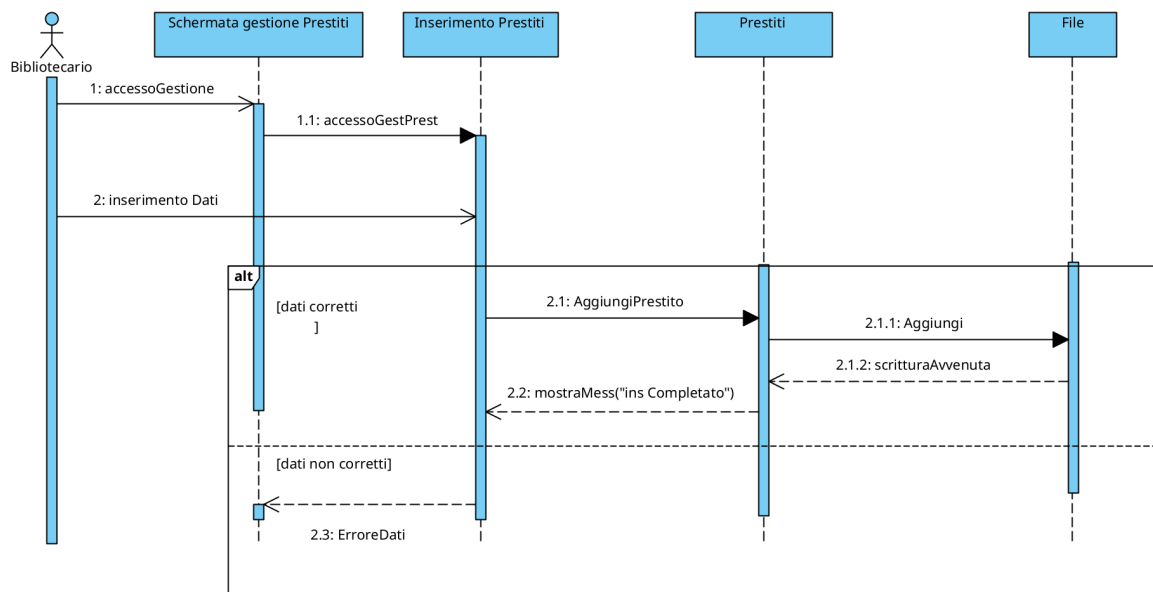 Schermata gestione Prestiti
Inserimento Prestiti
Prestiti
File
Bibliotecario
1: accessoGestione
1.1: accessoGestPrest
2: inserimento Dati
alt
[dati corretti
]
2.1: AggiungiPrestito
2.1.1: Aggiungi
2.1.2: scritturaAvvenuta
2.2: mostraMess("ins Completato")
[dati non corretti]
2.3: ErroreDati